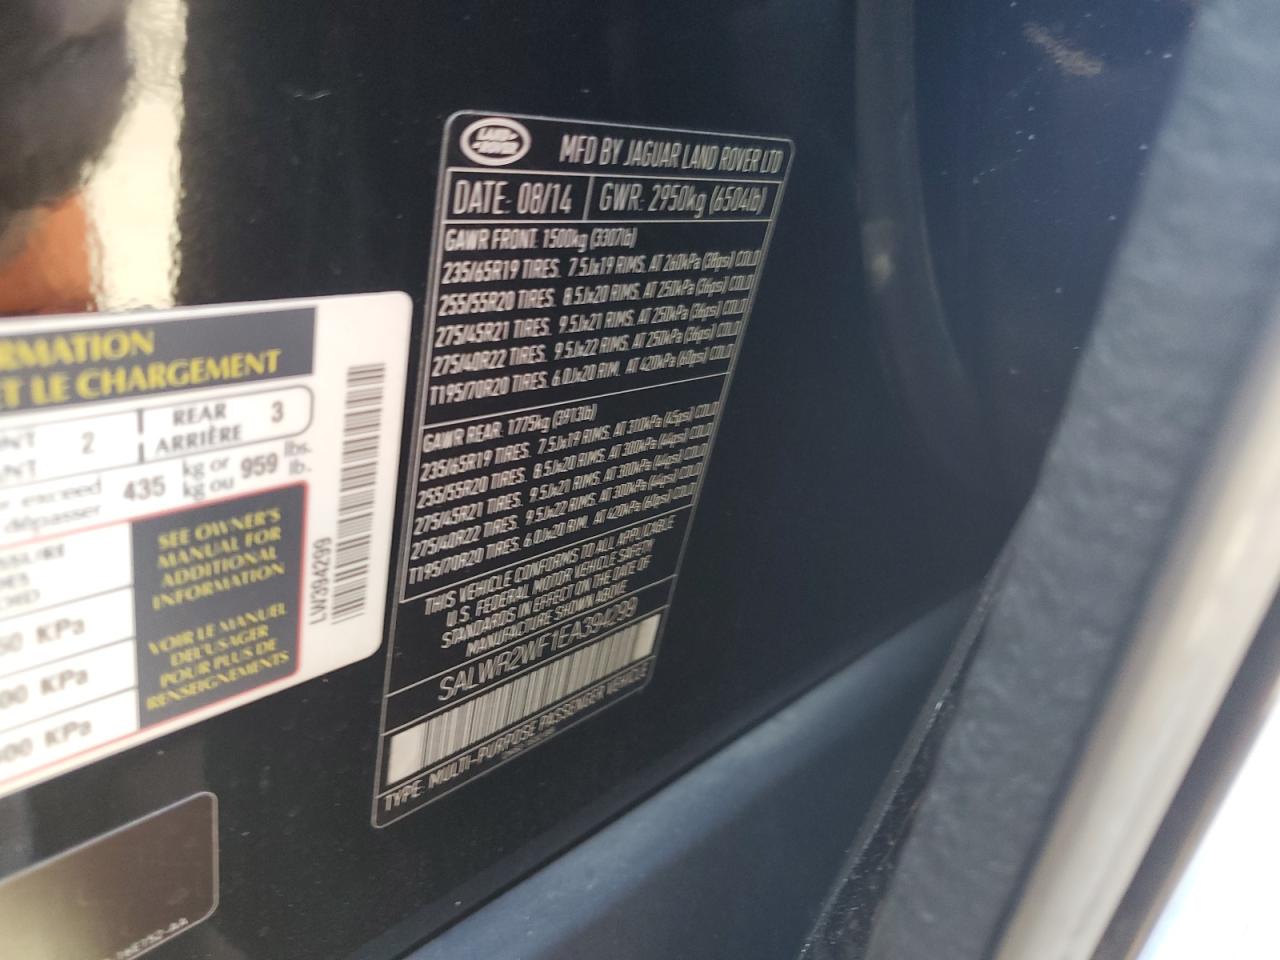 LAND
ROVER
MFD BY JAGUAR LAND ROVER LTD
DATE: 08/14 GWR: 2950kg (6504lb)
GAWR FRONT. 1500kg (3307lb)
235/65R19 TIRES. 7.5Jx19 RIMS. AT 260kPa (38psi) COLD
255/55R20 TIRES. 8.5Jx20 RIMS. AT 250kPa (36psi) COLD
275/45R21 TIRES. 9.5Jx21 RIMS. AT 250kPa (36psi) COLD
275/40R22 TIRES. 9.5Jx22 RIMS. AT 250kPa (36psi) COLD
T195/70R20 TIRES. 6.0Jx20 RIM. AT 420kPa (60psi) COLD
GAWR REAR. 1775kg (3913lb)
235/65R19 TIRES. 7.5Jx19 RIMS. AT 310kPa (45psi) COLD
255/55R20 TIRES. 8.5Jx20 RIMS. AT 300kPa (44psi) COLD
275/45R21 TIRES. 9.5Jx21 RIMS. AT 300kPa (44psi) COLD
275/40R22 TIRES. 9.5Jx22 RIMS. AT 300kPa (44psi) COLD
T195/70R20 TIRES. 6.0Jx20 RIM. AT 420kPa (60psi) COLD
THIS VEHICLE CONFORMS TO ALL APPLICABLE
U.S. FEDERAL MOTOR VEHICLE SAFETY
STANDARDS IN EFFECT ON THE DATE OF
MANUFACTURE SHOWN ABOVE.
SALWR2WF1EA394299
TYPE: MULTI-PURPOSE PASSENGER VEHICLE
RMATION
ET LE CHARGEMENT
2 REAR 3
ARRIÈRE
exceed 435 kg or 959 lbs.
dépasser kg ou lb.
SEE OWNER'S
MANUAL FOR
ADDITIONAL
INFORMATION
VOIR LE MANUEL
DE L'USAGER
POUR PLUS DE
RENSEIGNEMENTS
50 KPa
00 KPa
00 KPa
LW394299